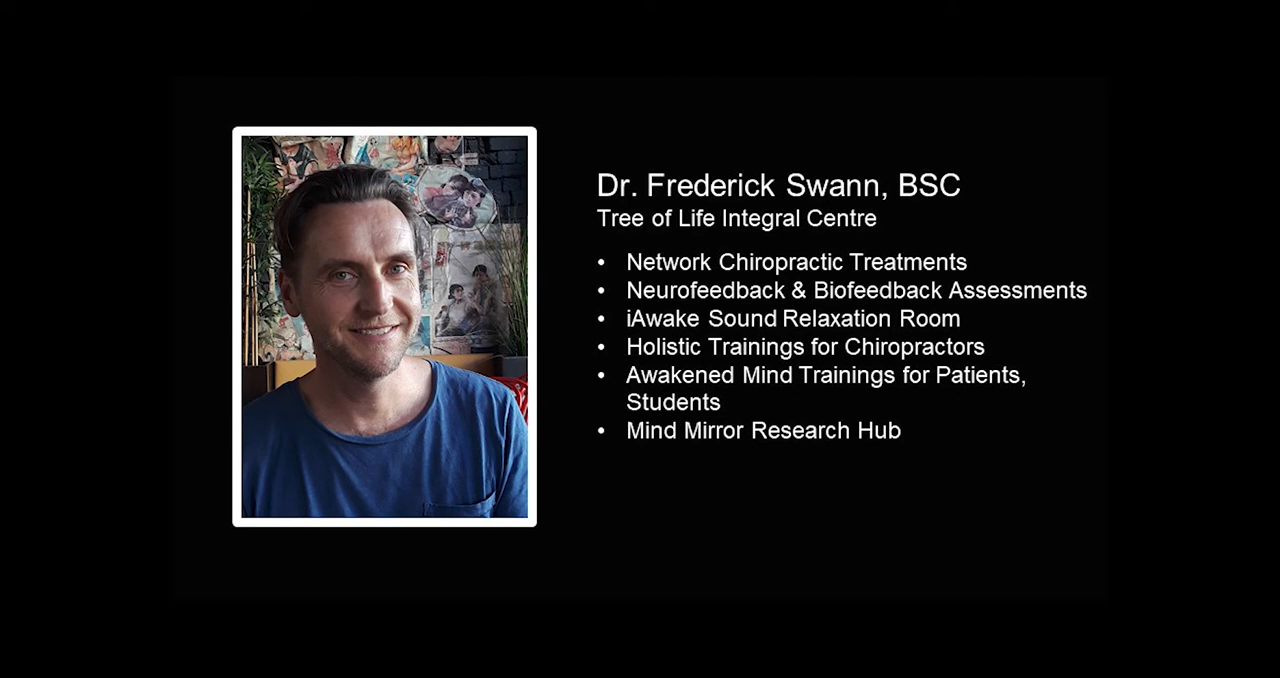 Dr. Frederick Swann, BSC
Tree of Life Integral Centre
• Network Chiropractic Treatments
• Neurofeedback & Biofeedback Assessments
• iAwake Sound Relaxation Room
• Holistic Trainings for Chiropractors
• Awakened Mind Trainings for Patients,
Students
• Mind Mirror Research Hub